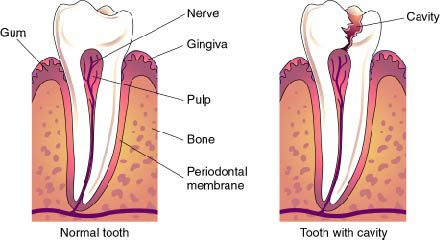 Nerve
Gum
Gingiva
Pulp
Bone
Periodontal
membrane
Normal tooth
Cavity
Tooth with cavity